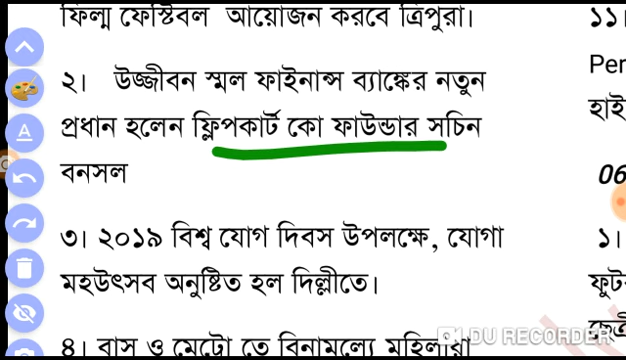 ফিল্ম ফেস্টিবল আয়োজন করবে ত্রিপুরা।
২। উজ্জীবন স্মল ফাইনান্স ব্যাঙ্কের নতুন
প্রধান হলেন ফ্লিপকার্ট কো ফাউন্ডার সচিন
বনসল
৩। ২০১৯ বিশ্ব যোগ দিবস উপলক্ষে, যোগা
মহউৎসব অনুষ্টিত হল দিল্লীতে।
৪। বাস ও মেট্রো তে বিনামূল্যে মহিলারা
১১।
Per
হাই
06
১।
ফুট
DU RECORDER